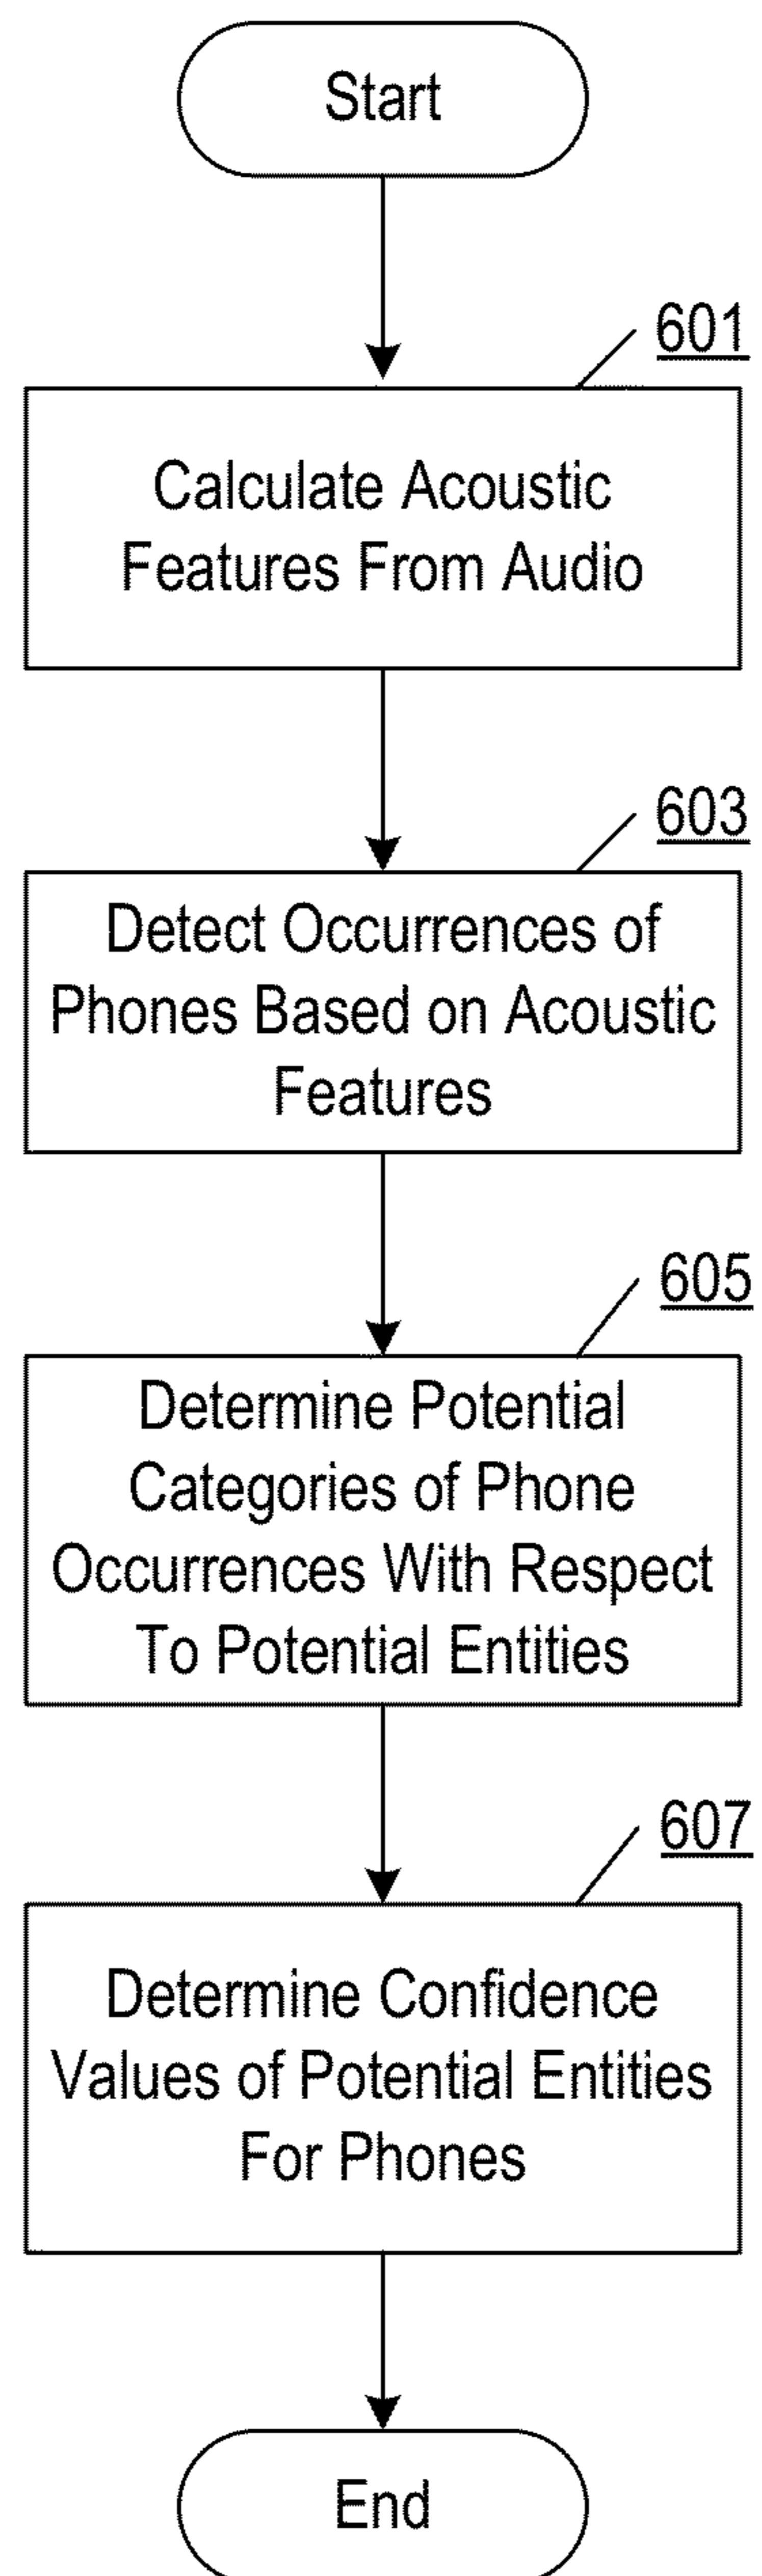 Start
601
Calculate Acoustic
Features From Audio
603
Detect Occurrences of
Phones Based on Acoustic
Features
605
Determine Potential
Categories of Phone
Occurrences With Respect
To Potential Entities
607
Determine Confidence
Values of Potential Entities
For Phones
End